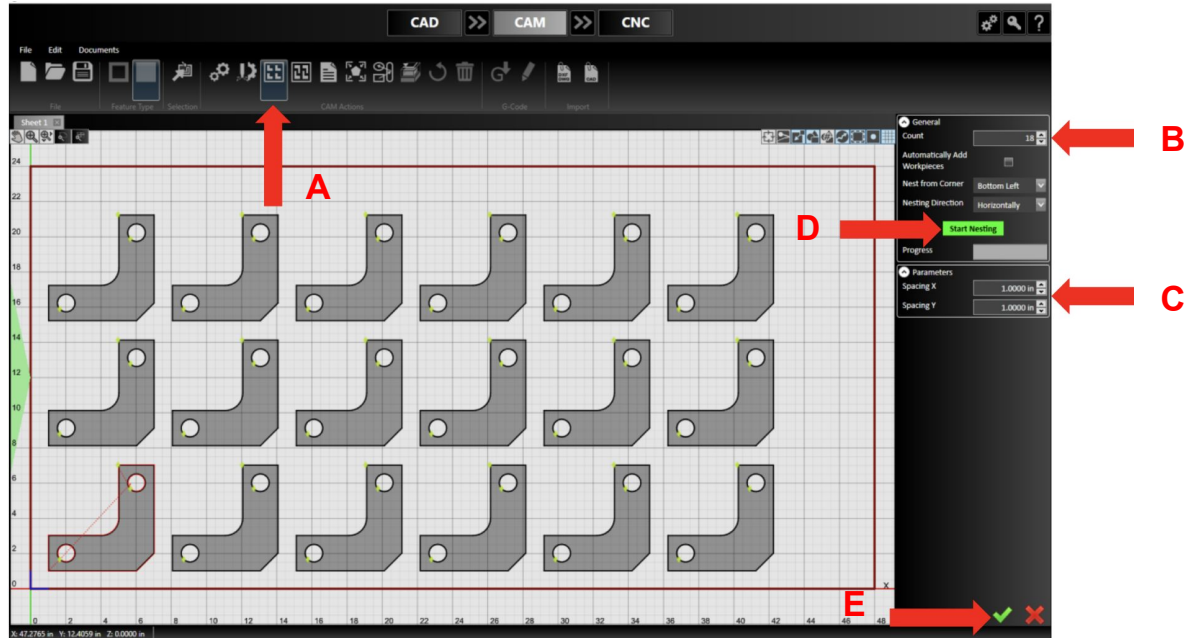 CAD >> CAM >> CNC
File Edit Documents
File Feature Type Selection CAM Actions G-Code Import
Sheet 1
General
Count 18
B
Automatically Add
Workpieces
A
Nest from Corner Bottom Left
Nesting Direction Horizontally
D
Start Nesting
Progress
Parameters
Spacing X 1.0000 in
C
Spacing Y 1.0000 in
24
22
20
18
16
14
12
10
8
6
4
2
0
X
E
0 2 4 6 8 10 12 14 16 18 20 22 24 26 28 30 32 34 36 38 40 42 44 46 48
X: 47.2765 in Y: 12.4059 in Z: 0.0000 in